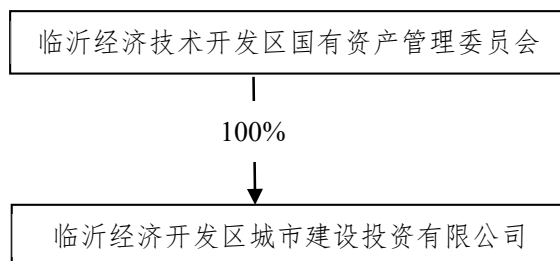 临沂经济技术开发区国有资产管理委员会
100%
临沂经济开发区城市建设投资有限公司